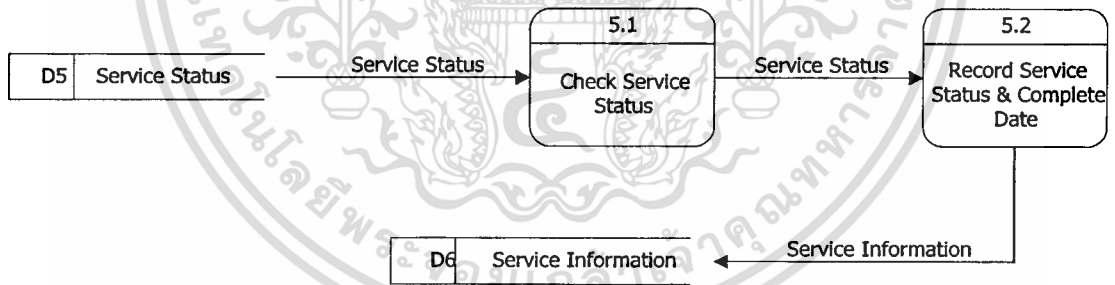 5.1
5.2
D5 Service Status
Service Status
Check Service
Status
Service Status
Record Service
Status & Complete
Date
D6 Service Information
Service Information